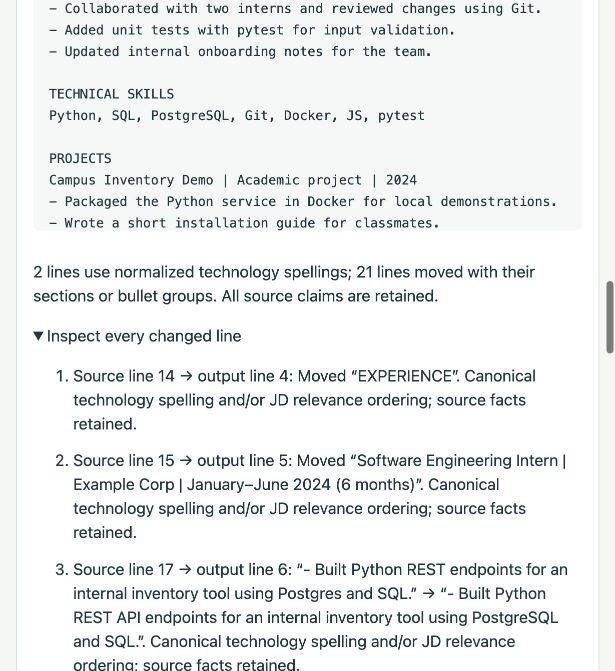 – Collaborated with two interns and reviewed changes using Git.
– Added unit tests with pytest for input validation.
– Updated internal onboarding notes for the team.
TECHNICAL SKILLS
Python, SQL, PostgreSQL, Git, Docker, JS, pytest
PROJECTS
Campus Inventory Demo | Academic project | 2024
– Packaged the Python service in Docker for local demonstrations.
– Wrote a short installation guide for classmates.
2 lines use normalized technology spellings; 21 lines moved with their
sections or bullet groups. All source claims are retained.
▼ Inspect every changed line
1. Source line 14 → output line 4: Moved “EXPERIENCE”. Canonical
technology spelling and/or JD relevance ordering; source facts
retained.
2. Source line 15 → output line 5: Moved “Software Engineering Intern |
Example Corp | January–June 2024 (6 months)”. Canonical
technology spelling and/or JD relevance ordering; source facts
retained.
3. Source line 17 → output line 6: “- Built Python REST endpoints for an
internal inventory tool using Postgres and SQL.” → “- Built Python
REST API endpoints for an internal inventory tool using PostgreSQL
and SQL.”. Canonical technology spelling and/or JD relevance
ordering; source facts retained.